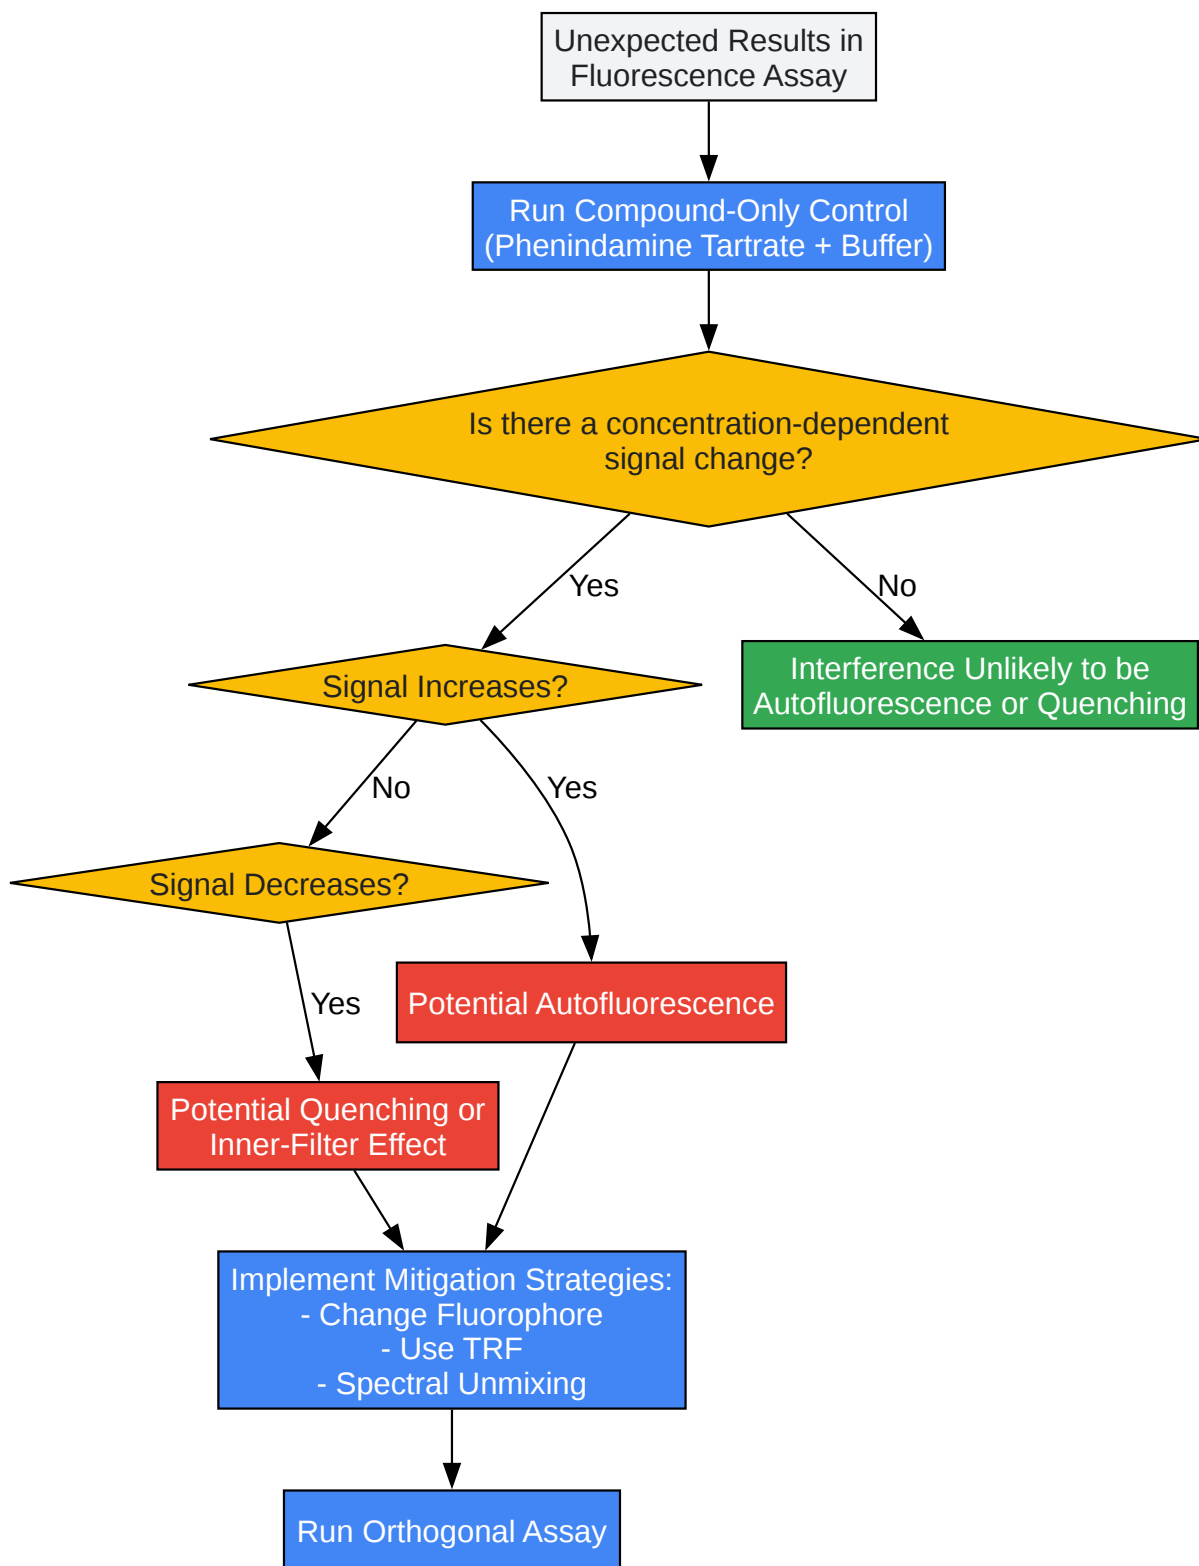 Unexpected Results in
Fluorescence Assay
Run Compound-Only Control
(Phenindamine Tartrate + Buffer)
Is there a concentration-dependent
signal change?
Yes
No
Signal Increases?
Interference Unlikely to be
Autofluorescence or Quenching
No
Yes
Signal Decreases?
Yes
Potential Autofluorescence
Potential Quenching or
Inner-Filter Effect
Implement Mitigation Strategies:
- Change Fluorophore
- Use TRF
- Spectral Unmixing
Run Orthogonal Assay